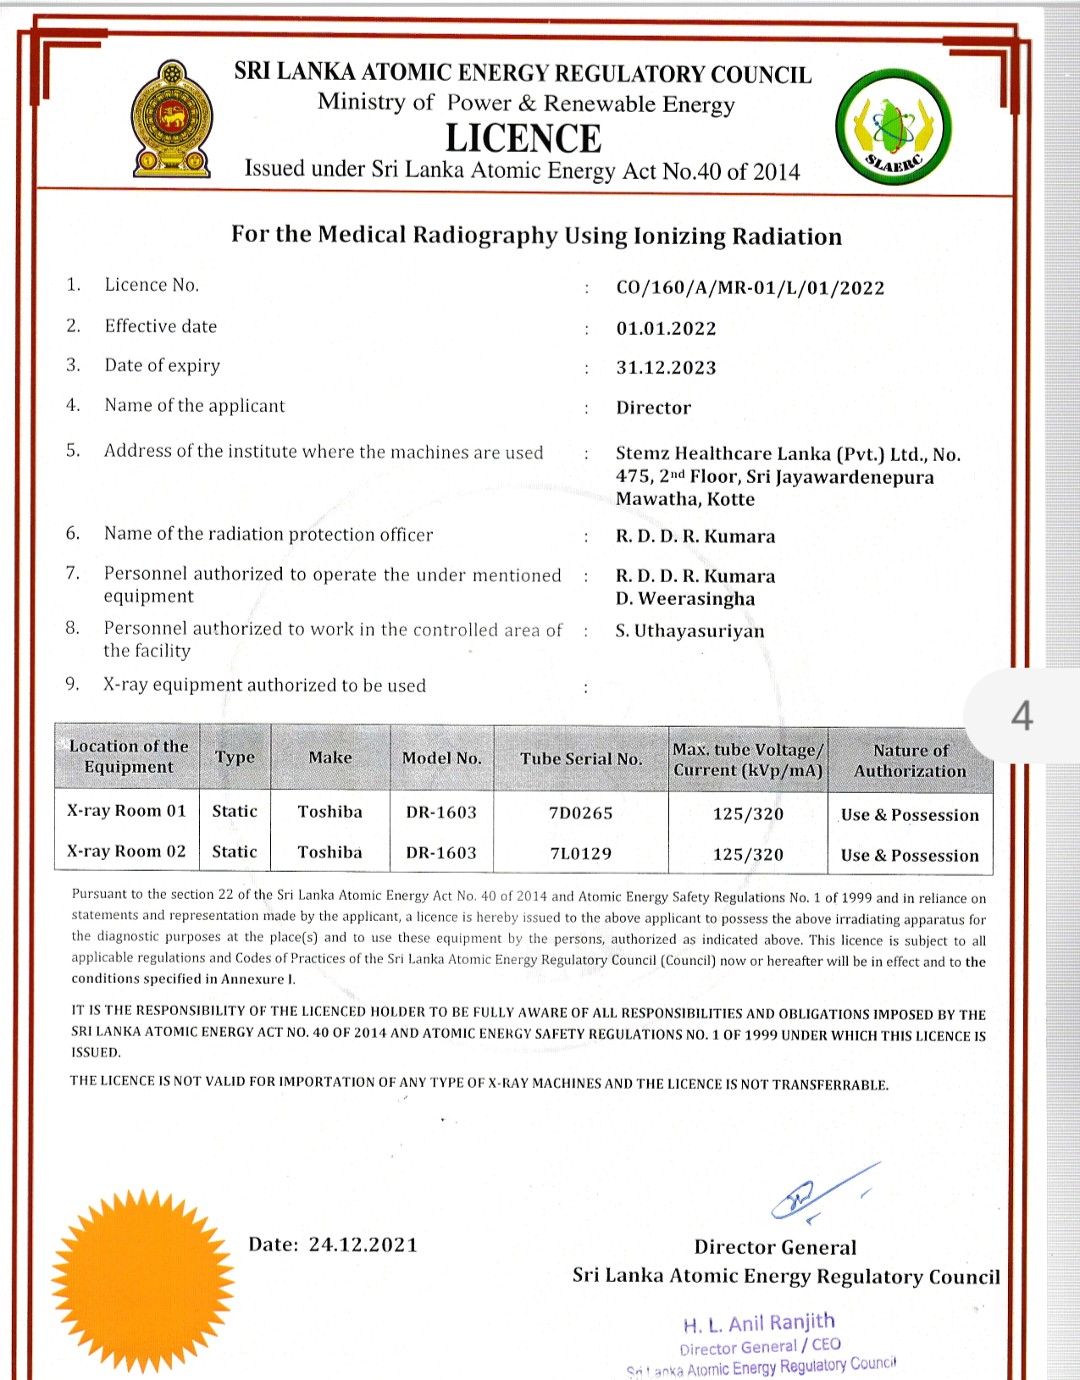 SRI LANKA ATOMIC ENERGY REGULATORY COUNCIL
Ministry of Power & Renewable Energy
LICENCE
Issued under Sri Lanka Atomic Energy Act No.40 of 2014
SLAERC
For the Medical Radiography Using Ionizing Radiation
1. Licence No. : CO/160/A/MR-01/L/01/2022
2. Effective date : 01.01.2022
3. Date of expiry : 31.12.2023
4. Name of the applicant : Director
5. Address of the institute where the machines are used : Stemz Healthcare Lanka (Pvt.) Ltd., No.
475, 2nd Floor, Sri Jayawardenepura
Mawatha, Kotte
6. Name of the radiation protection officer : R. D. D. R. Kumara
7. Personnel authorized to operate the under mentioned : R. D. D. R. Kumara
equipment D. Weerasingha
8. Personnel authorized to work in the controlled area of : S. Uthayasuriyan
the facility
9. X-ray equipment authorized to be used :
4
Location of the Equipment Type Make Model No. Tube Serial No. Max. tube Voltage/ Current (kVp/mA) Nature of Authorization
X-ray Room 01 Static Toshiba DR-1603 7D0265 125/320 Use & Possession
X-ray Room 02 Static Toshiba DR-1603 7L0129 125/320 Use & Possession
Pursuant to the section 22 of the Sri Lanka Atomic Energy Act No. 40 of 2014 and Atomic Energy Safety Regulations No. 1 of 1999 and in reliance on
statements and representation made by the applicant, a licence is hereby issued to the above applicant to possess the above irradiating apparatus for
the diagnostic purposes at the place(s) and to use these equipment by the persons, authorized as indicated above. This licence is subject to all
applicable regulations and Codes of Practices of the Sri Lanka Atomic Energy Regulatory Council (Council) now or hereafter will be in effect and to the
conditions specified in Annexure I.
IT IS THE RESPONSIBILITY OF THE LICENCED HOLDER TO BE FULLY AWARE OF ALL RESPONSIBILITIES AND OBLIGATIONS IMPOSED BY THE
SRI LANKA ATOMIC ENERGY ACT NO. 40 OF 2014 AND ATOMIC ENERGY SAFETY REGULATIONS NO. 1 OF 1999 UNDER WHICH THIS LICENCE IS
ISSUED.
THE LICENCE IS NOT VALID FOR IMPORTATION OF ANY TYPE OF X-RAY MACHINES AND THE LICENCE IS NOT TRANSFERRABLE.
Date: 24.12.2021
Director General
Sri Lanka Atomic Energy Regulatory Council
H. L. Anil Ranjith
Director General / CEO
Sri Lanka Atomic Energy Regulatory Council